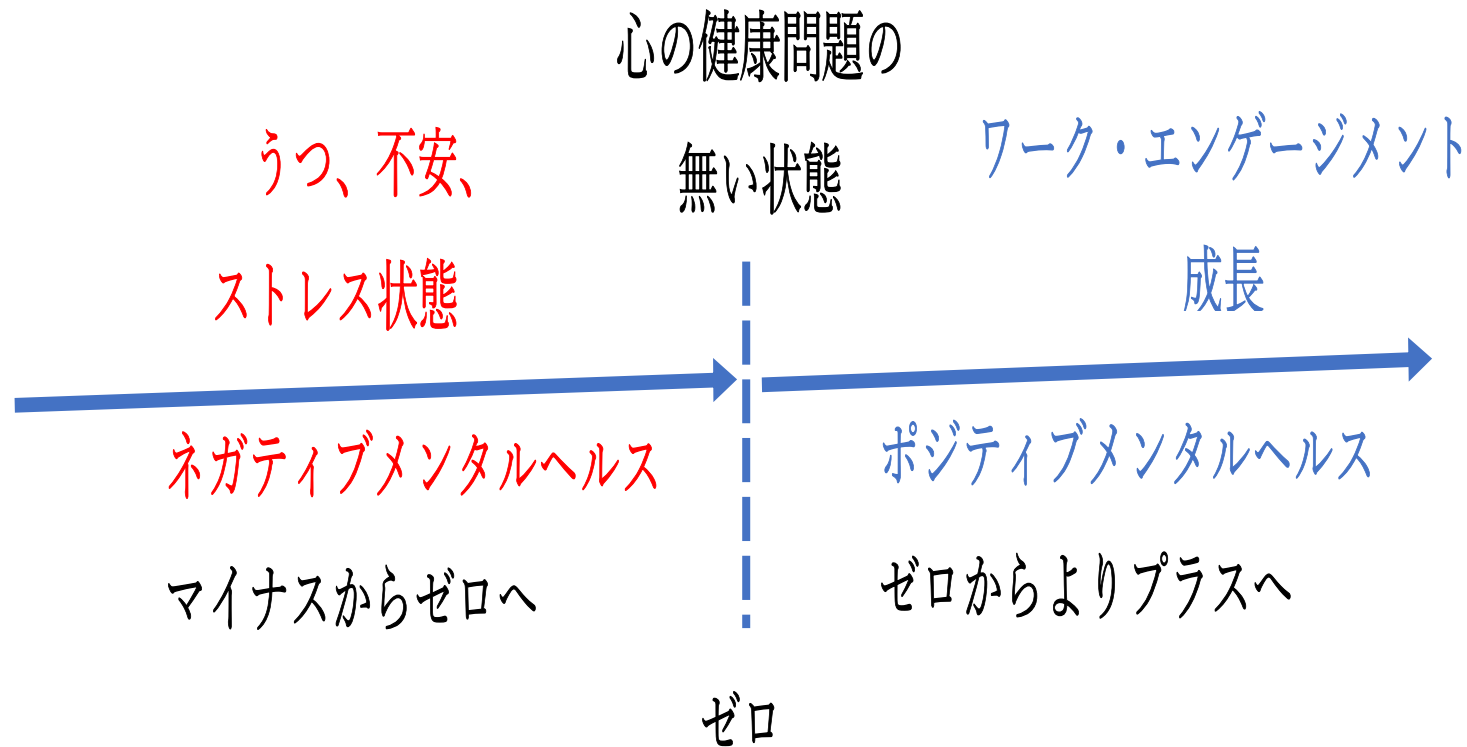 心の健康問題の
無い状態
うつ、不安、
ストレス状態
ワーク・エンゲージメント
成長
ネガティブメンタルヘルス
マイナスからゼロへ
ポジティブメンタルヘルス
ゼロからよりプラスへ
ゼロ